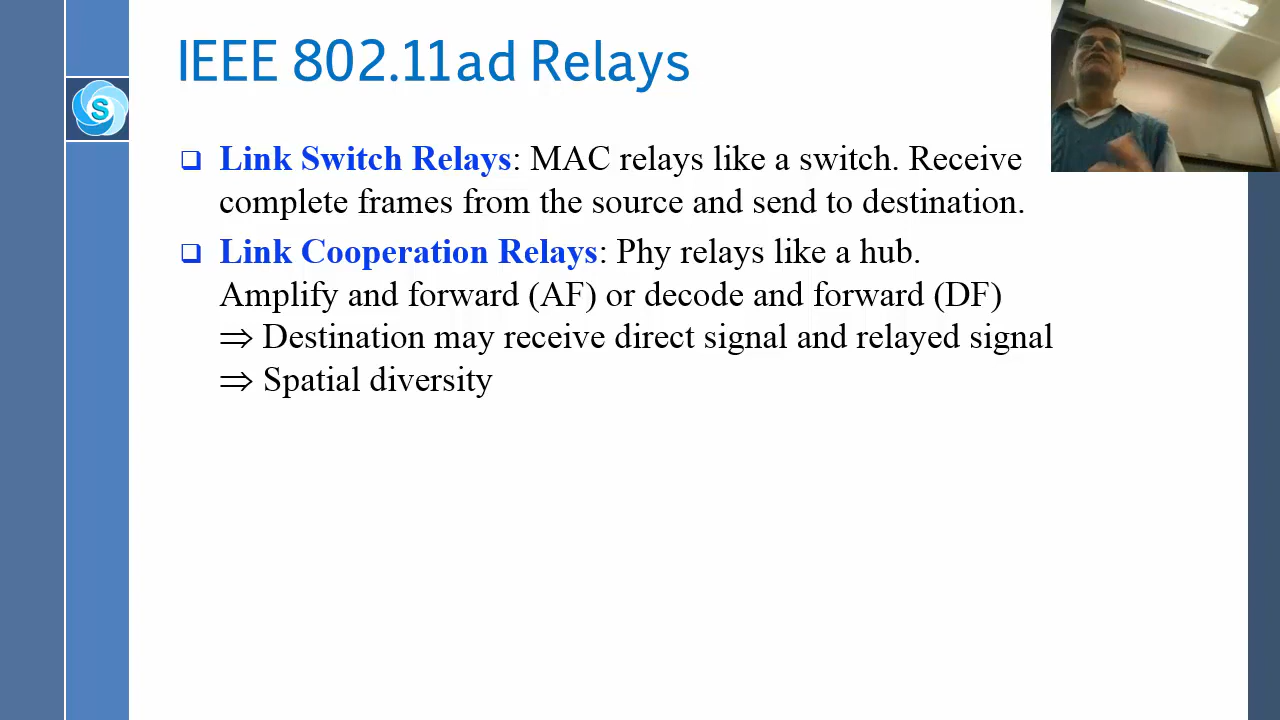 IEEE 802.11ad Relays
S
❑ Link Switch Relays: MAC relays like a switch. Receive
complete frames from the source and send to destination.
❑ Link Cooperation Relays: Phy relays like a hub.
Amplify and forward (AF) or decode and forward (DF)
⇒ Destination may receive direct signal and relayed signal
⇒ Spatial diversity